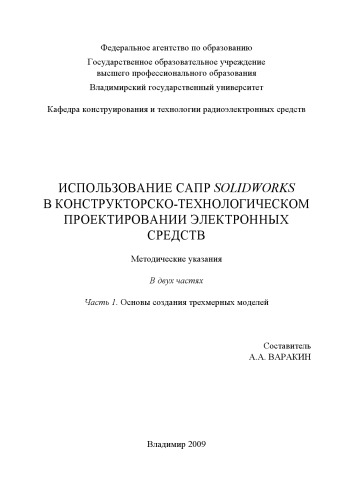 Федеральное агентство по образованию
Государственное образовательное учреждение
высшего профессионального образования
Владимирский государственный университет
Кафедра конструирования и технологии радиоэлектронных средств
ИСПОЛЬЗОВАНИЕ САПР SOLIDWORKS
В КОНСТРУКТОРСКО-ТЕХНОЛОГИЧЕСКОМ
ПРОЕКТИРОВАНИИ ЭЛЕКТРОННЫХ
СРЕДСТВ
Методические указания
В двух частях
Часть 1. Основы создания трехмерных моделей
Составитель
А.А. ВАРАКИН
Владимир 2009